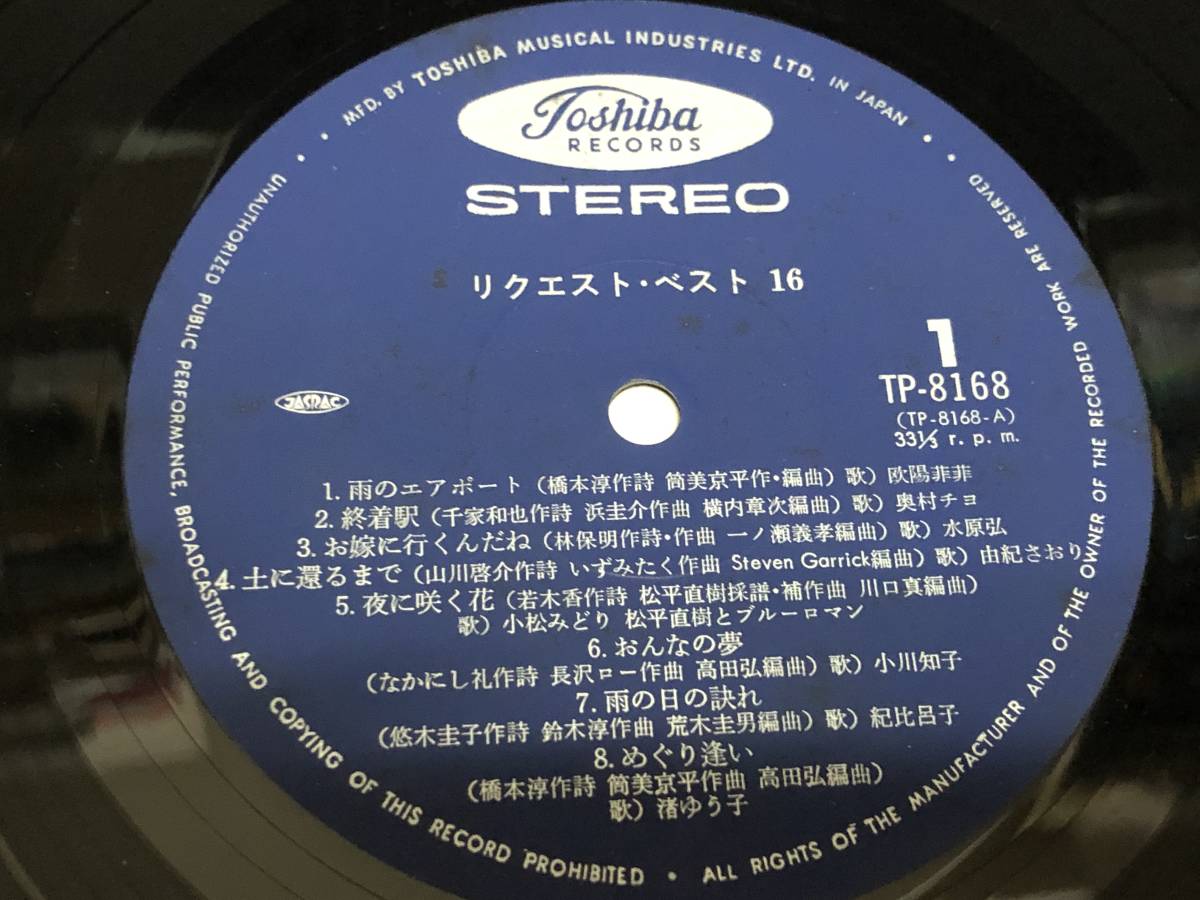 MFD. BY TOSHIBA MUSICAL INDUSTRIES LTD. IN JAPAN
Toshiba
RECORDS
STEREO
リクエスト・ベスト 16
1
TP-8168
(TP-8168-A)
33⅓ r. p. m.
JASRAC
1. 雨のエアポート (橋本淳作詩 筒美京平作・編曲) 歌) 欧陽菲菲
2. 終着駅 (千家和也作詩 浜圭介作曲 横内章次編曲) 歌) 奥村チヨ
3. お嫁に行くんだね (林保明作詩・作曲 一ノ瀬義孝編曲) 歌) 水原弘
4. 土に還るまで (山川啓介作詩 いずみたく作曲 Steven Garrick編曲) 歌) 由紀さおり
5. 夜に咲く花 (若木香作詩 松平直樹採譜・補作曲 川口真編曲)
歌) 小松みどり 松平直樹とブルーロマン
6. おんなの夢
(なかにし礼作詩 長沢ロー作曲 高田弘編曲) 歌) 小川知子
7. 雨の日の訣れ
(悠木圭子作詩 鈴木淳作曲 荒木圭男編曲) 歌) 紀比呂子
8. めぐり逢い
(橋本淳作詩 筒美京平作曲 高田弘編曲)
歌) 渚ゆう子
UNAUTHORIZED PUBLIC PERFORMANCE, BROADCASTING AND COPYING OF THIS RECORD PROHIBITED • ALL RIGHTS OF THE MANUFACTURER AND OF THE OWNER OF THE RECORDED WORK ARE RESERVED